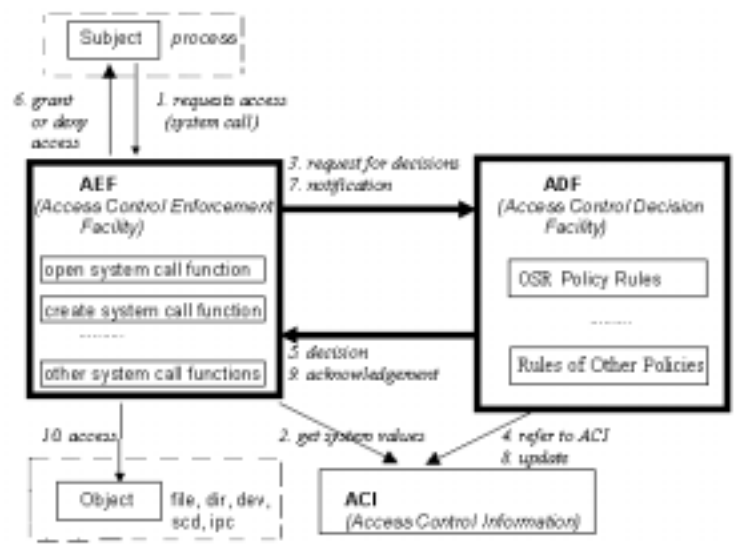 Subject
process
6. grant
or deny
access
1. requests access
(system call)
AEF
(Access Control Enforcement
Facility)
open system call function
create system call function
........
other system call functions
3. request for decisions
7. notification
ADF
(Access Control Decision
Facility)
OSR Policy Rules
........
Rules of Other Policies
5. decision
9. acknowledgement
10. access
2. get system values
4. refer to ACI
8. update
Object
file, dir, dev,
scd, ipc
ACI
(Access Control Information)